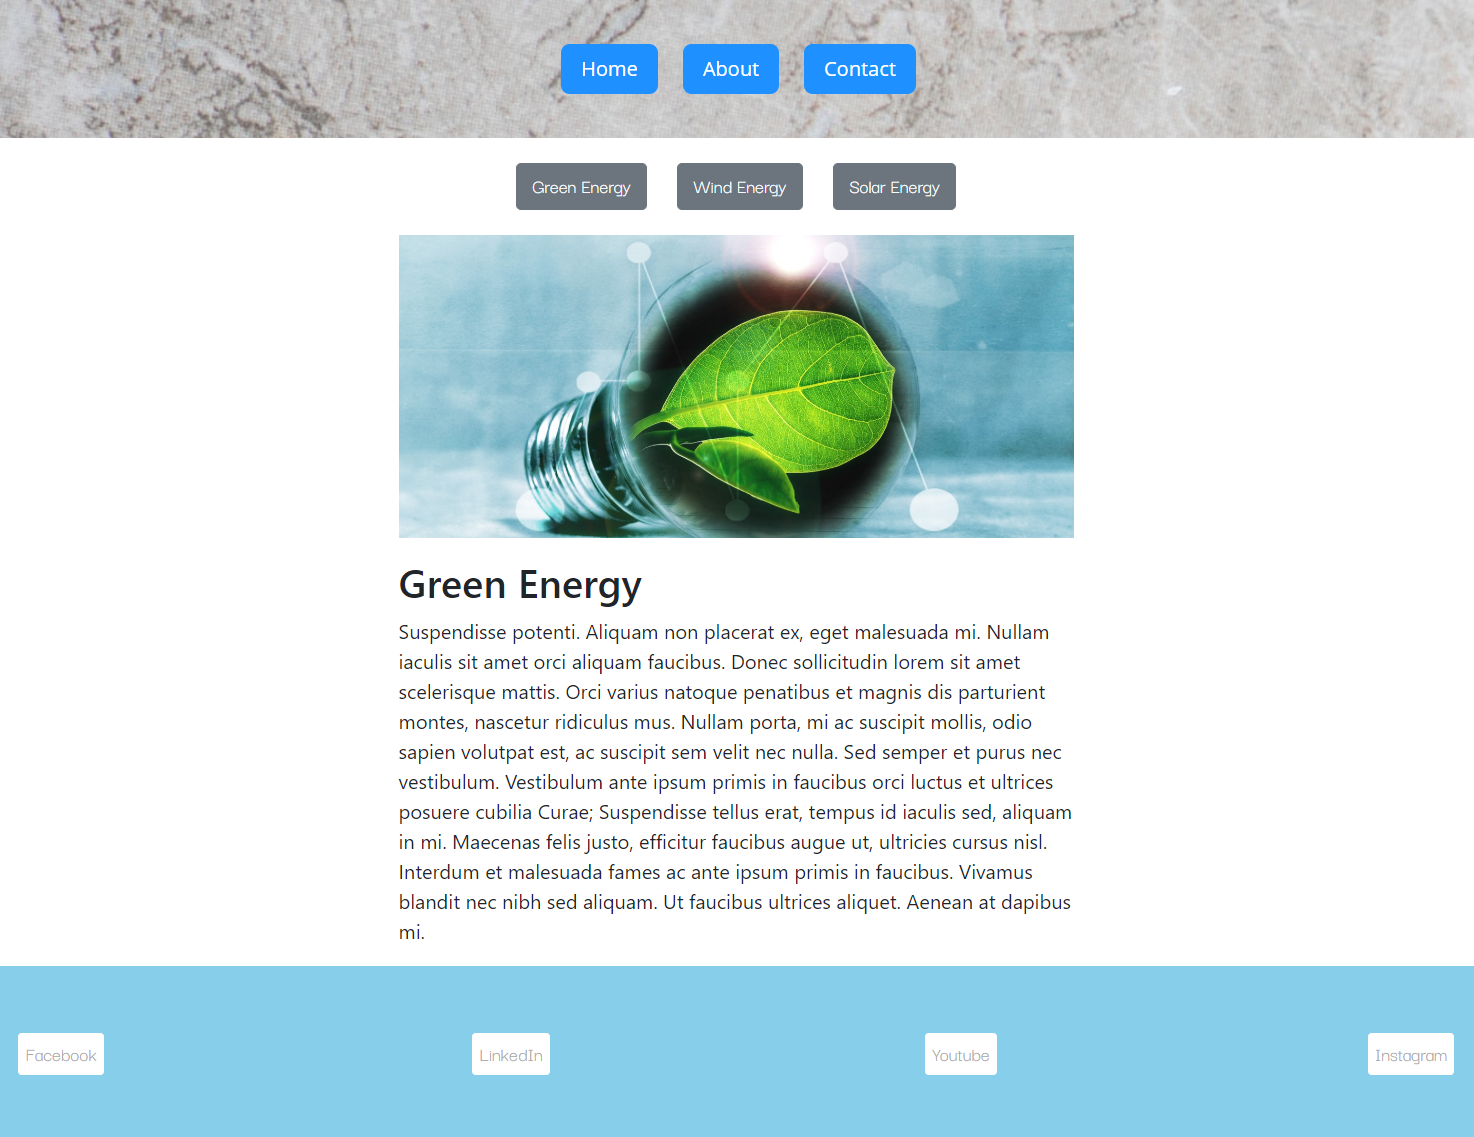 Home About Contact
Green Energy Wind Energy Solar Energy
Green Energy
Suspendisse potenti. Aliquam non placerat ex, eget malesuada mi. Nullam
iaculis sit amet orci aliquam faucibus. Donec sollicitudin lorem sit amet
scelerisque mattis. Orci varius natoque penatibus et magnis dis parturient
montes, nascetur ridiculus mus. Nullam porta, mi ac suscipit mollis, odio
sapien volutpat est, ac suscipit sem velit nec nulla. Sed semper et purus nec
vestibulum. Vestibulum ante ipsum primis in faucibus orci luctus et ultrices
posuere cubilia Curae; Suspendisse tellus erat, tempus id iaculis sed, aliquam
in mi. Maecenas felis justo, efficitur faucibus augue ut, ultricies cursus nisl.
Interdum et malesuada fames ac ante ipsum primis in faucibus. Vivamus
blandit nec nibh sed aliquam. Ut faucibus ultrices aliquet. Aenean at dapibus
mi.
Facebook LinkedIn Youtube Instagram